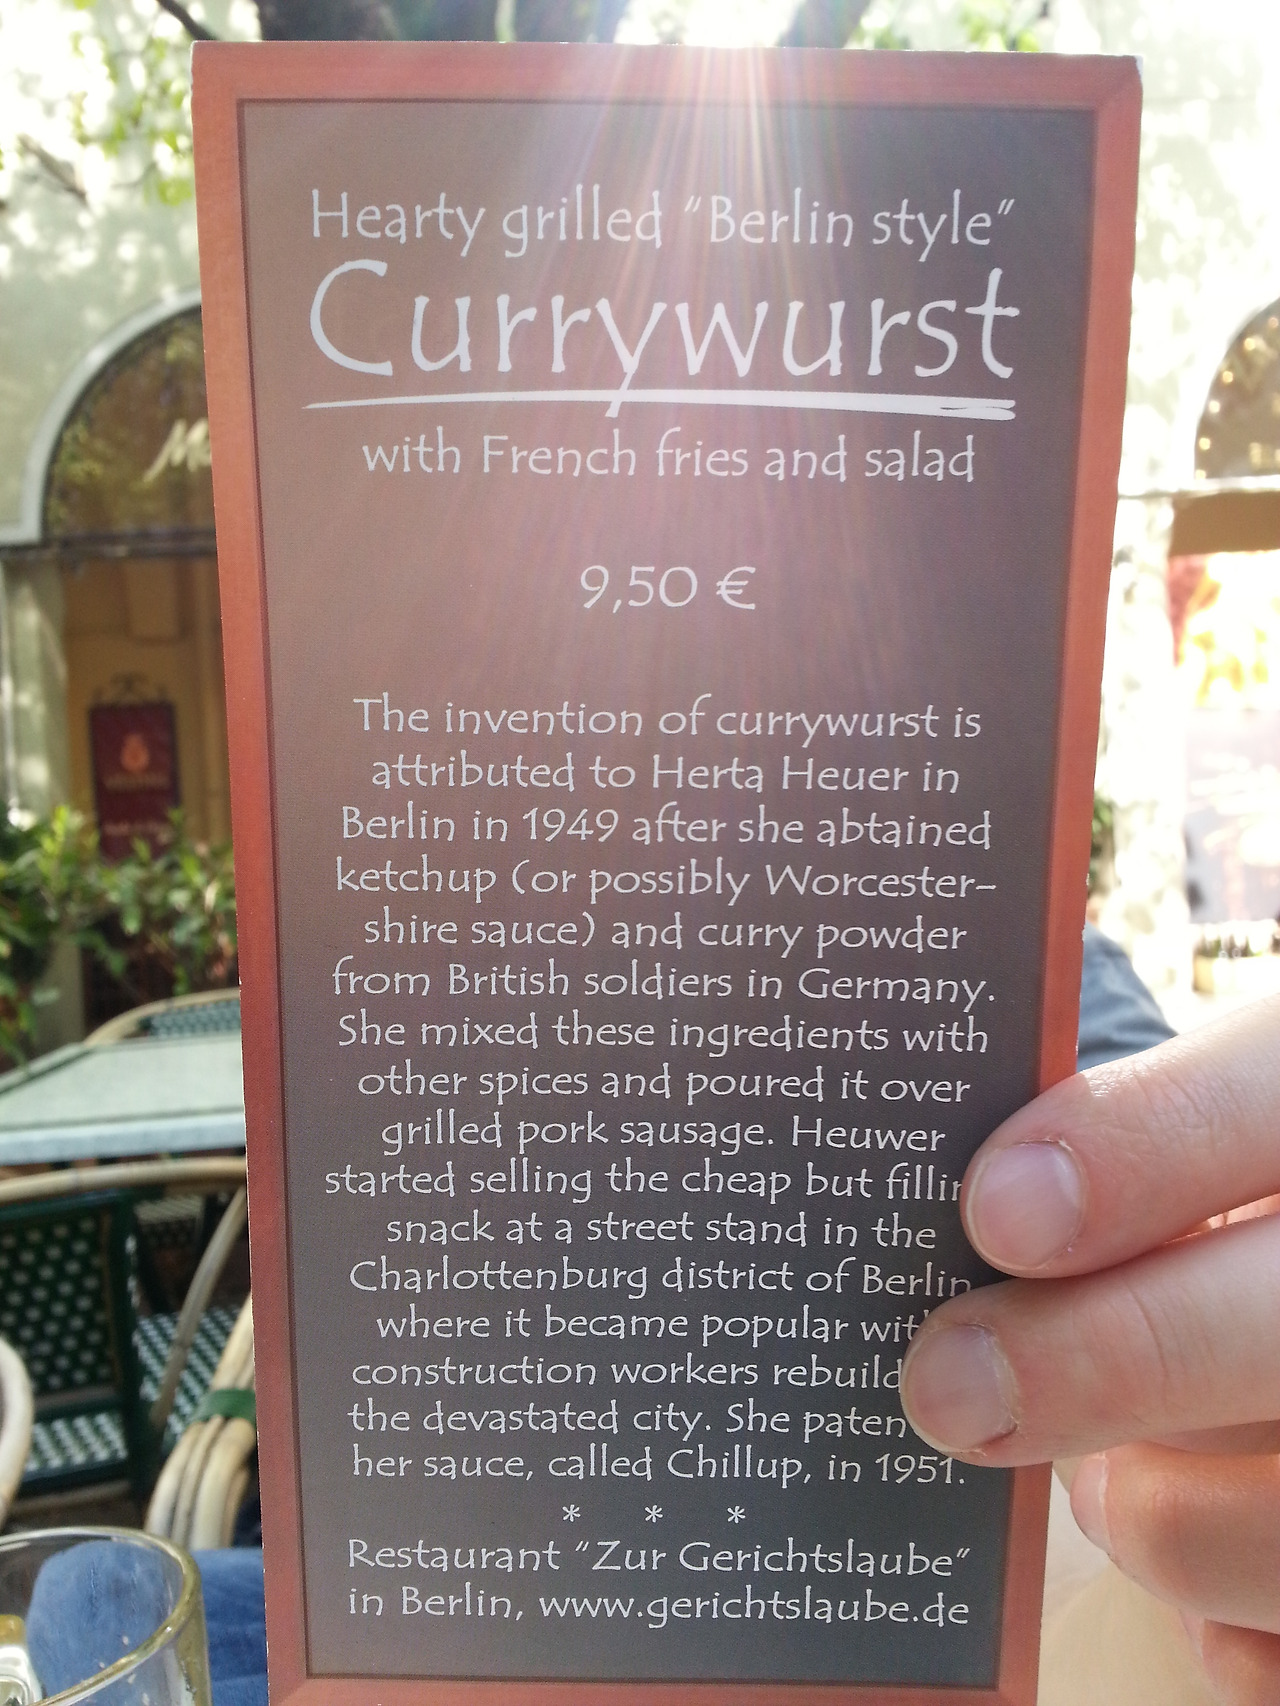 Hearty grilled "Berlin style"
Currywurst
with French fries and salad
9,50 €
The invention of currywurst is
attributed to Herta Heuer in
Berlin in 1949 after she abtained
ketchup (or possibly Worcester-
shire sauce) and curry powder
from British soldiers in Germany.
She mixed these ingredients with
other spices and poured it over
grilled pork sausage. Heuwer
started selling the cheap but
snack at a street stand in the
Charlottenburg district of Berlin
where it became popular
construction workers
the devastated city. She
her sauce, called Chillup, in 1951.
* * *
Restaurant "Zur Gerichtslaube"
in Berlin, www.gerichtslaube.de